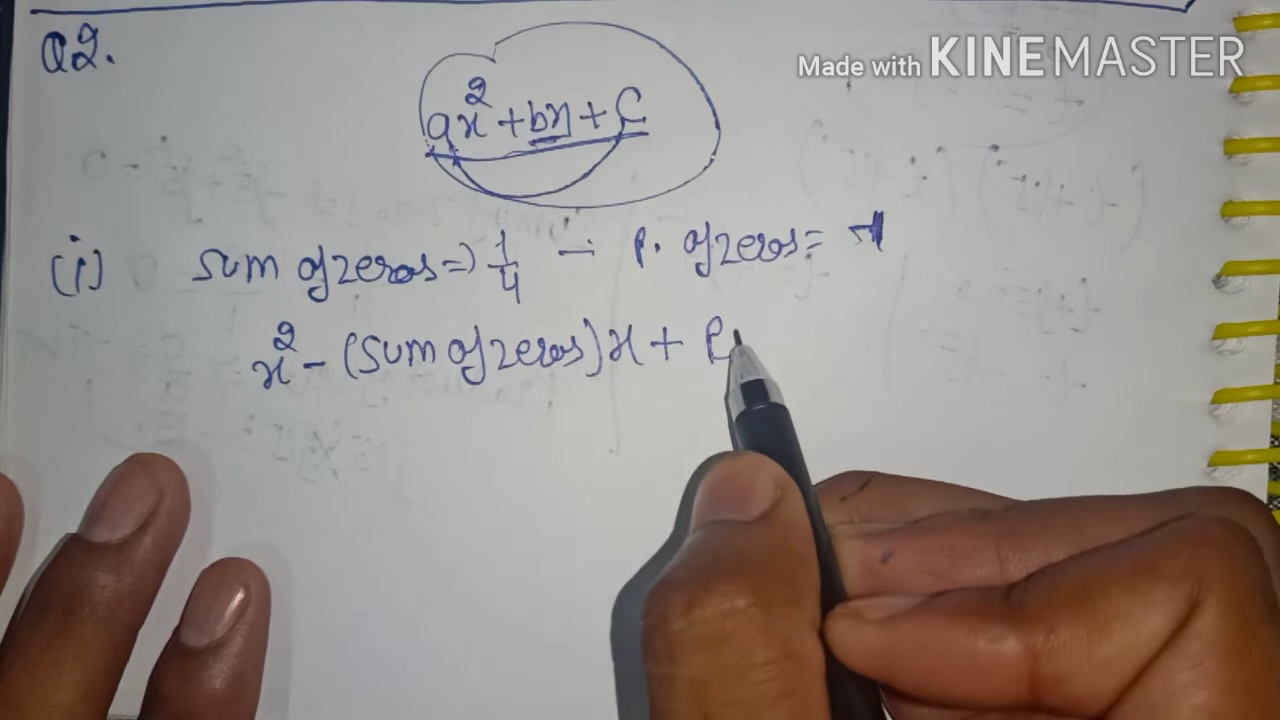 Made with KINEMASTER
Q2.
ax²+bx+C
(i) Sum of zeros => 1/4 — P. of zeros = -1
x² - (Sum of zeros)x + P